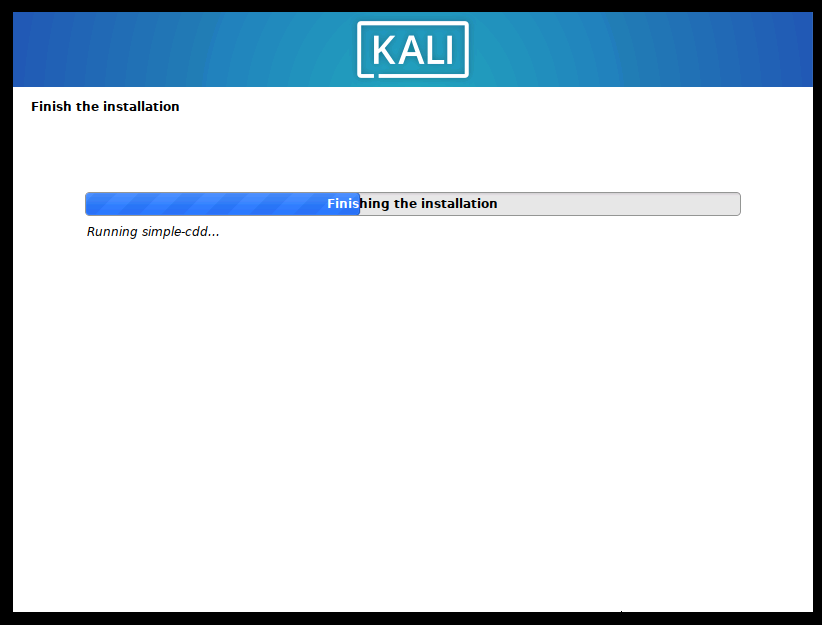 KALI
Finish the installation
Finishing the installation
Running simple-cdd...